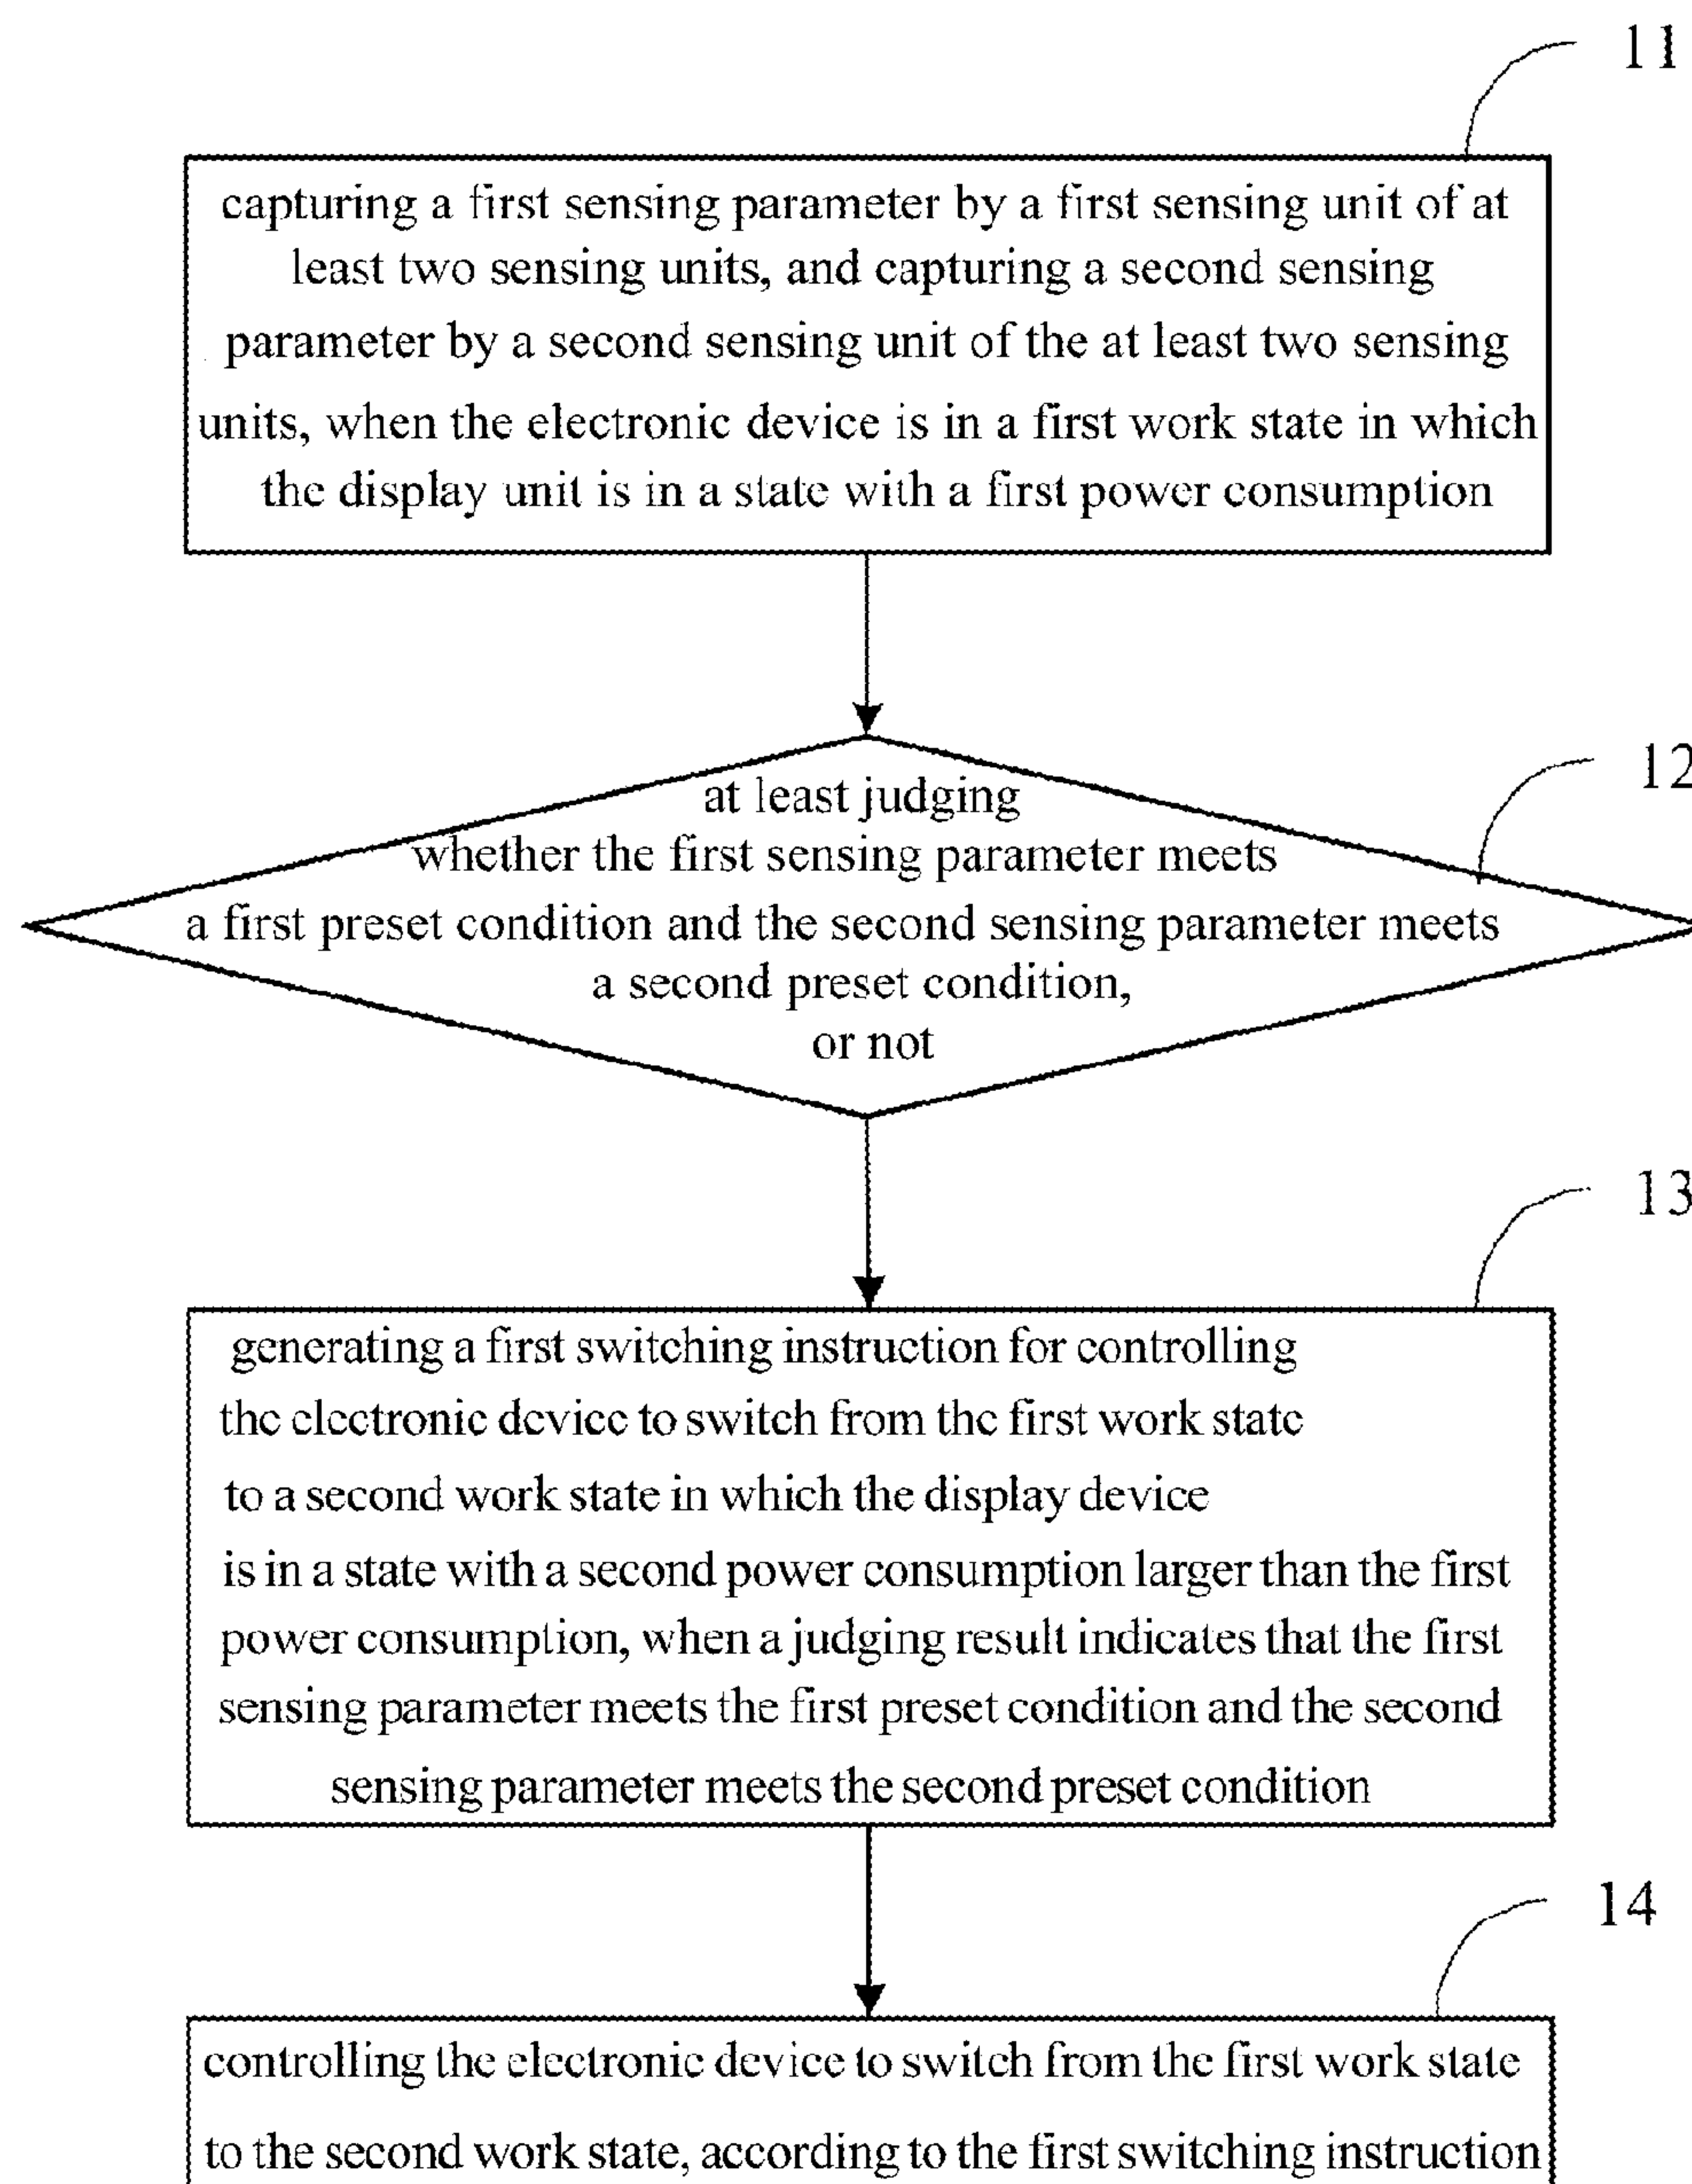 11
capturing a first sensing parameter by a first sensing unit of at
least two sensing units, and capturing a second sensing
parameter by a second sensing unit of the at least two sensing
units, when the electronic device is in a first work state in which
the display unit is in a state with a first power consumption
12
at least judging
whether the first sensing parameter meets
a first preset condition and the second sensing parameter meets
a second preset condition,
or not
13
generating a first switching instruction for controlling
the electronic device to switch from the first work state
to a second work state in which the display device
is in a state with a second power consumption larger than the first
power consumption, when a judging result indicates that the first
sensing parameter meets the first preset condition and the second
sensing parameter meets the second preset condition
14
controlling the electronic device to switch from the first work state
to the second work state, according to the first switching instruction